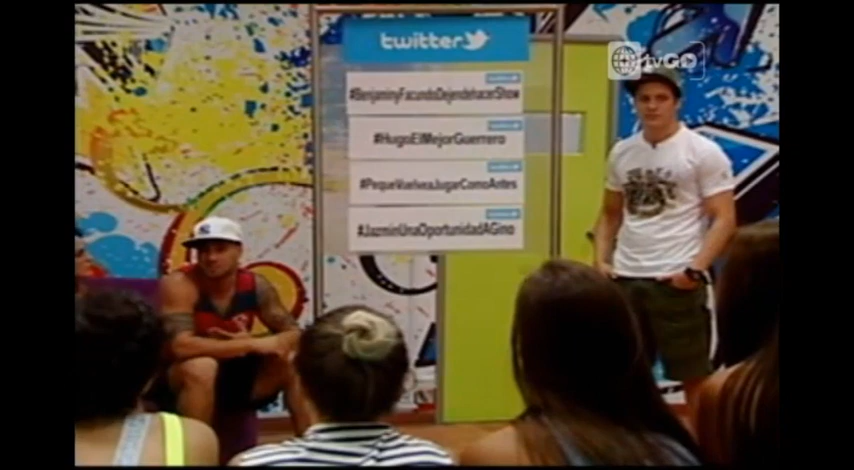 tvGO
twitter
#BenjaminyFacundoDejendeHacerShow
#HugoElMejorGuerrero
#PequeVuelveaJugarComoAntes
#JazminUnaOportunidadAGino